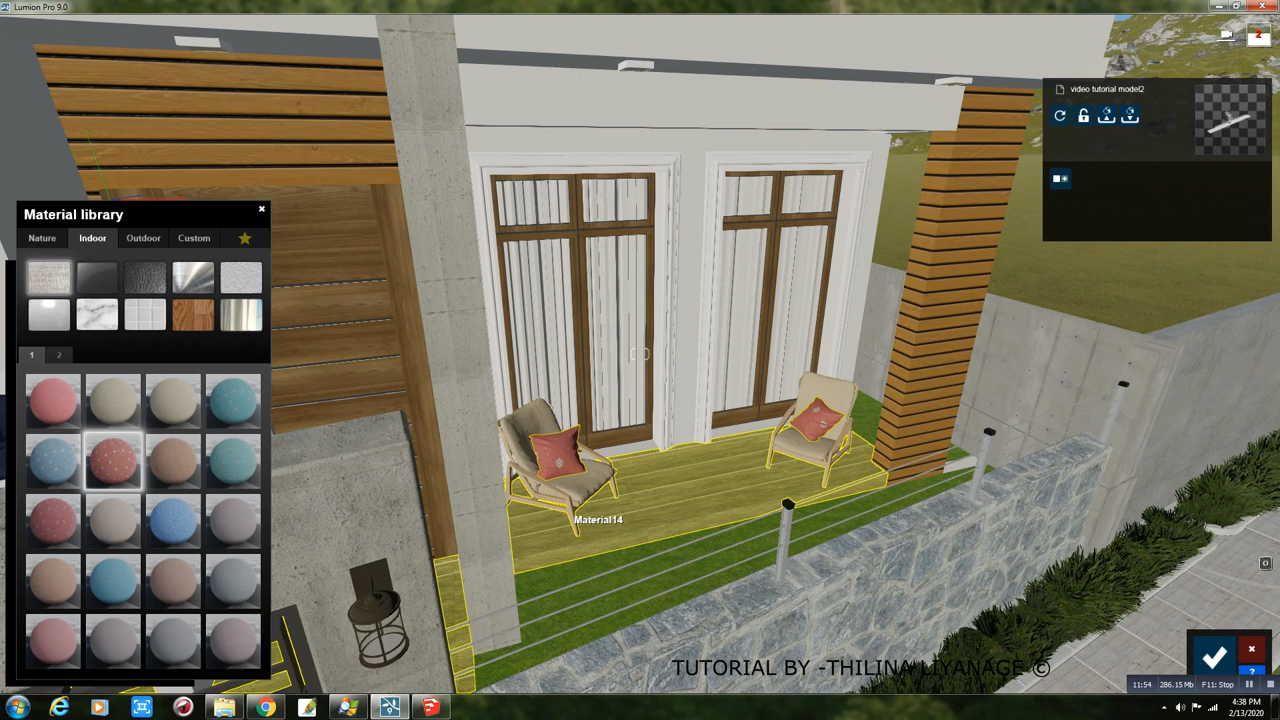 Lumion Pro 9.0
2
video tutorial model2
Material library
Nature
Indoor
Outdoor
Custom
1
2
Material14
TUTORIAL BY -THILINA LIYANAGE ©
?
11:54
286.15 Mb
F11: Stop
4:38 PM
2/13/2020